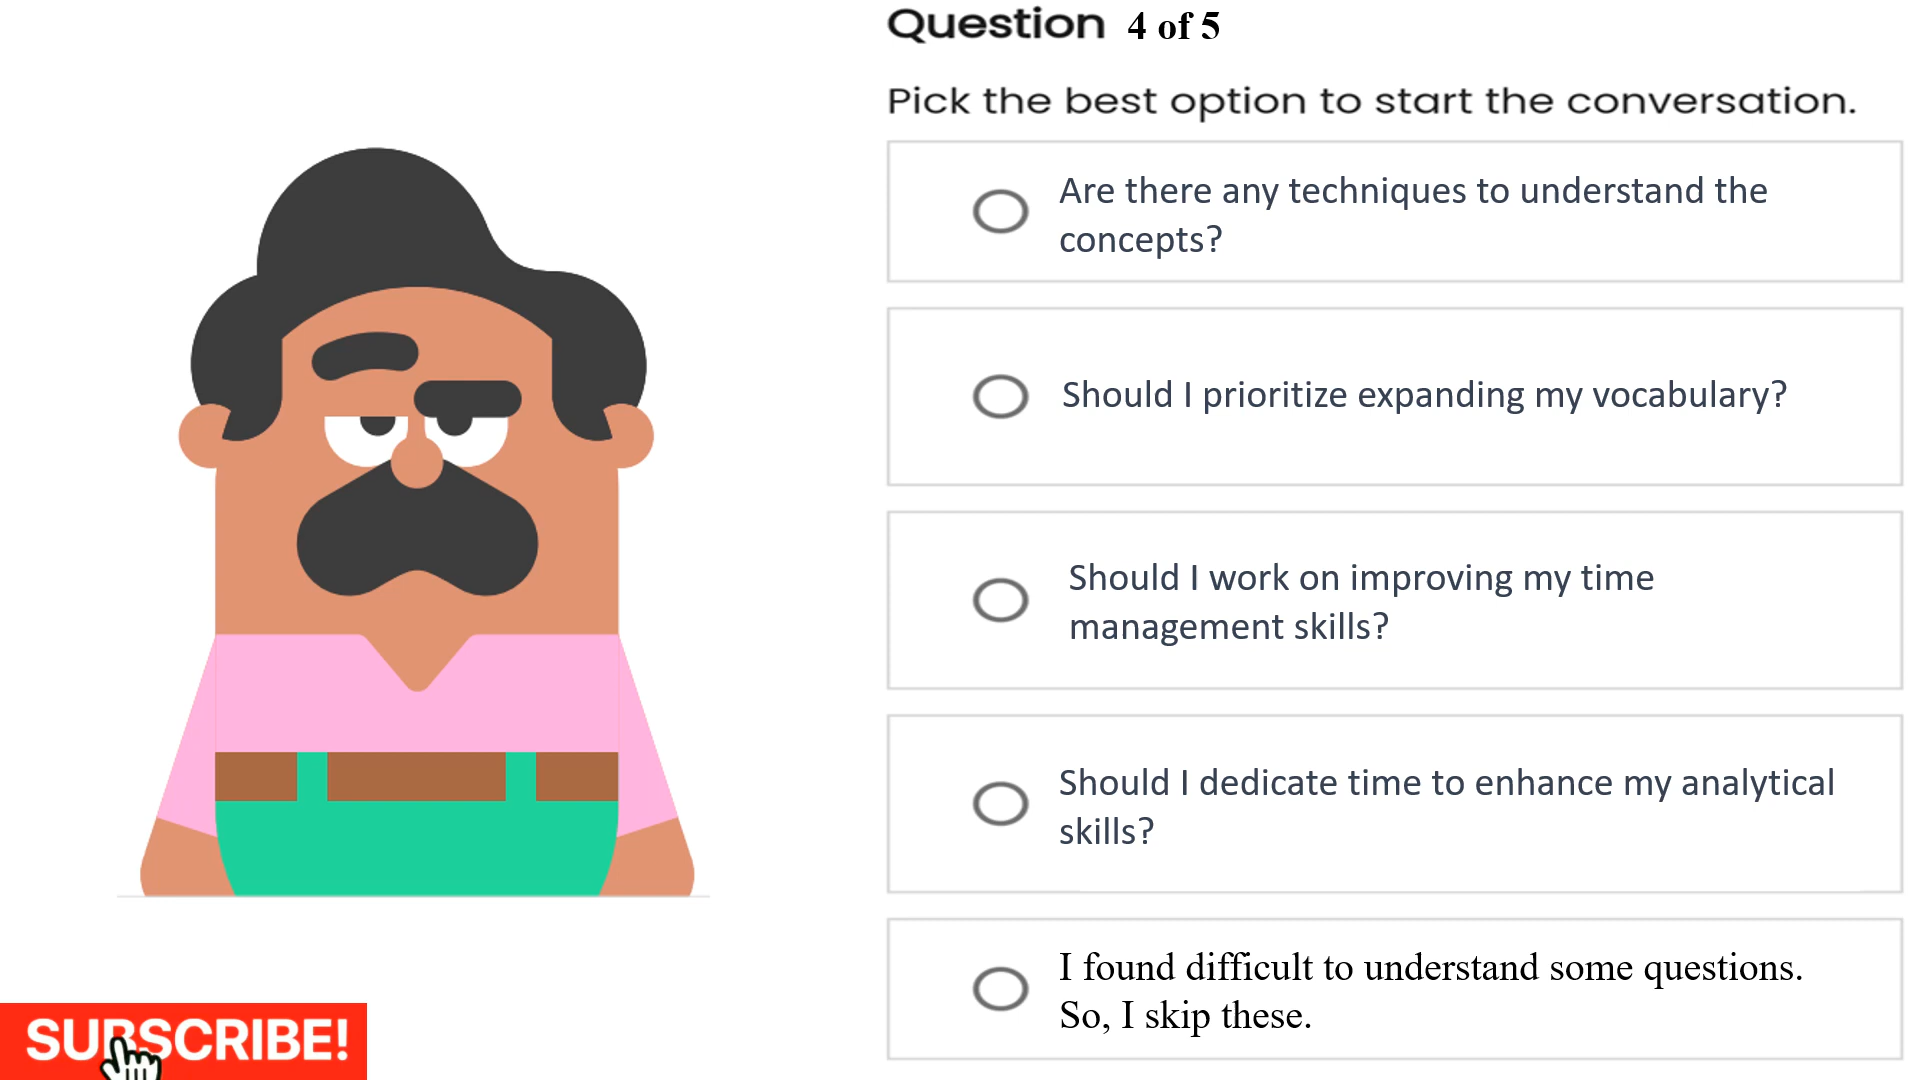 Question 4 of 5
Pick the best option to start the conversation.
Are there any techniques to understand the
concepts?
Should I prioritize expanding my vocabulary?
Should I work on improving my time
management skills?
Should I dedicate time to enhance my analytical
skills?
I found difficult to understand some questions.
So, I skip these.
SUBSCRIBE!